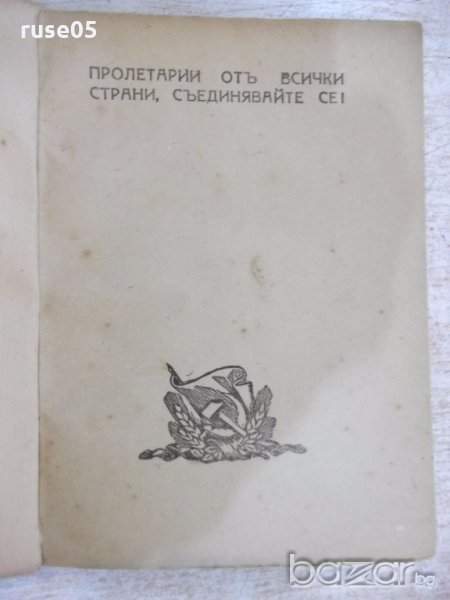 ruse05
ПРОЛЕТАРИИ ОТЪ ВСИЧКИ
СТРАНИ, СЪЕДИНЯВАЙТЕ СЕ!
bazar.bg